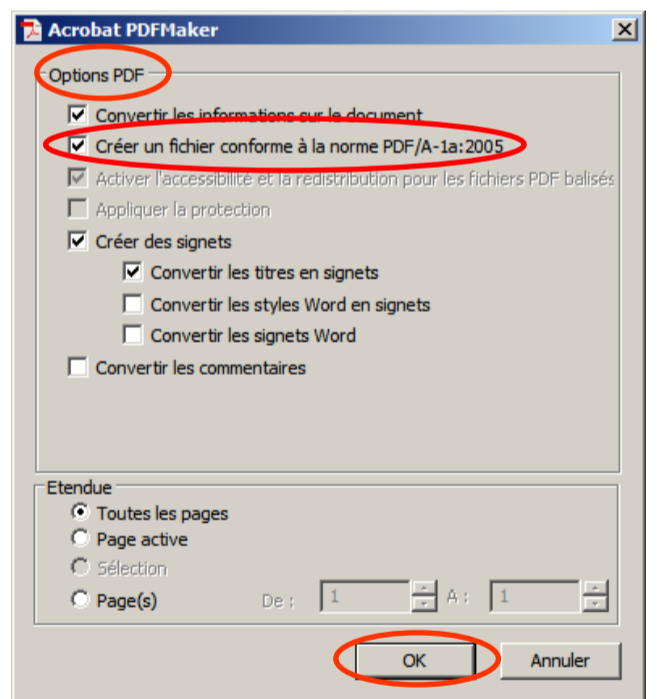 Acrobat PDFMaker
Options PDF
Convertir les informations sur le document
Créer un fichier conforme à la norme PDF/A-1a:2005
Activer l'accessibilité et la redistribution pour les fichiers PDF balisés
Appliquer la protection
Créer des signets
Convertir les titres en signets
Convertir les styles Word en signets
Convertir les signets Word
Convertir les commentaires
Etendue
Toutes les pages
Page active
Sélection
Page(s) De : 1 A : 1
OK Annuler